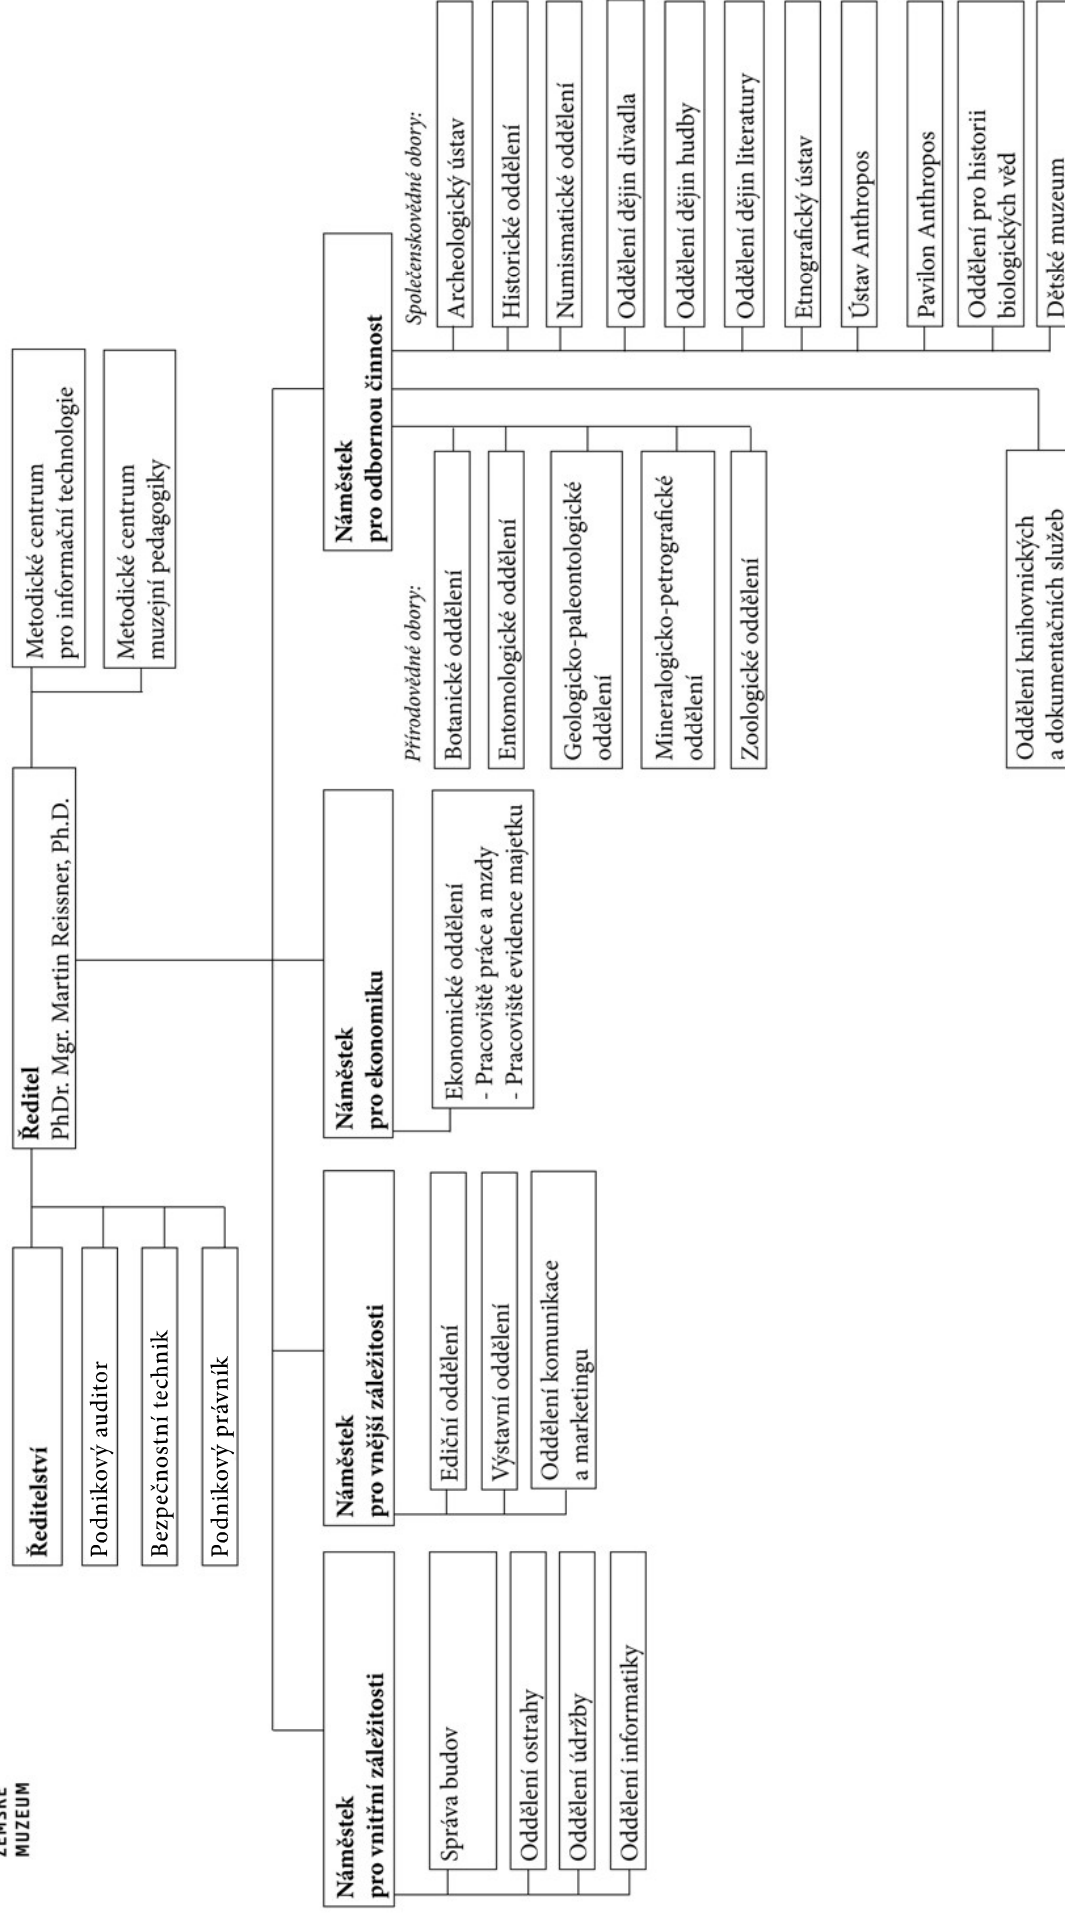 ZEMSKÉ
MUZEUM
Ředitelství
Podnikový auditor
Bezpečnostní technik
Podnikový právník
Ředitel
PhDr. Mgr. Martin Reissner, Ph.D.
Metodické centrum
pro informační technologie
Metodické centrum
muzejní pedagogiky
Náměstek
pro vnitřní záležitosti
Správa budov
Oddělení ostrahy
Oddělení údržby
Oddělení informatiky
Náměstek
pro vnější záležitosti
Ediční oddělení
Výstavní oddělení
Oddělení komunikace
a marketingu
Náměstek
pro ekonomiku
Ekonomické oddělení
- Pracoviště práce a mzdy
- Pracoviště evidence majetku
Náměstek
pro odbornou činnost
Přírodovědné obory:
Botanické oddělení
Entomologické oddělení
Geologicko-paleontologické
oddělení
Mineralogicko-petrografické
oddělení
Zoologické oddělení
Společenskovědné obory:
Archeologický ústav
Historické oddělení
Numismatické oddělení
Oddělení dějin divadla
Oddělení dějin hudby
Oddělení dějin literatury
Etnografický ústav
Ústav Anthropos
Pavilon Anthropos
Oddělení pro historii
biologických věd
Dětské muzeum
Oddělení knihovnických
a dokumentačních služeb